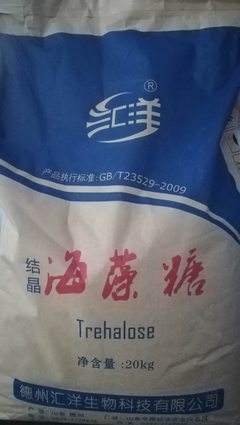 ®
汇洋
产品执行标准:GB/T23529-2009
结晶
海藻糖
Trehalose
净含量:20kg
德州汇洋生物科技有限公司